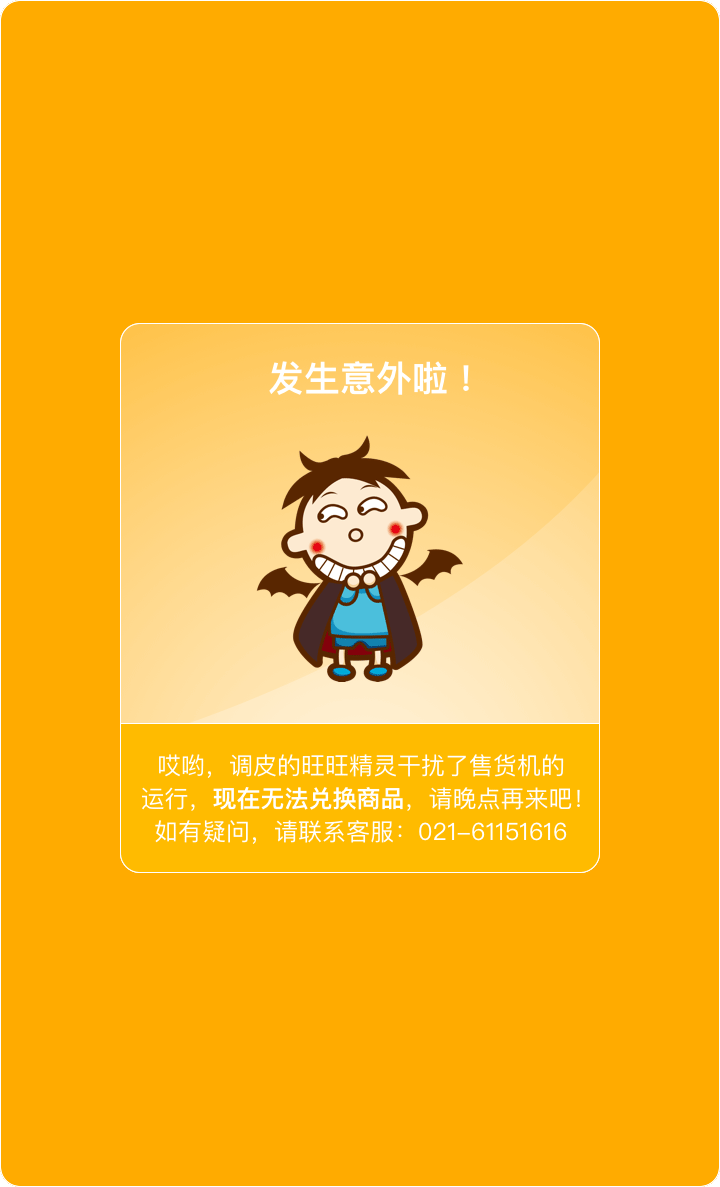 发生意外啦！
哎哟，调皮的旺旺精灵干扰了售货机的
运行，现在无法兑换商品，请晚点再来吧！
如有疑问，请联系客服：021-61151616